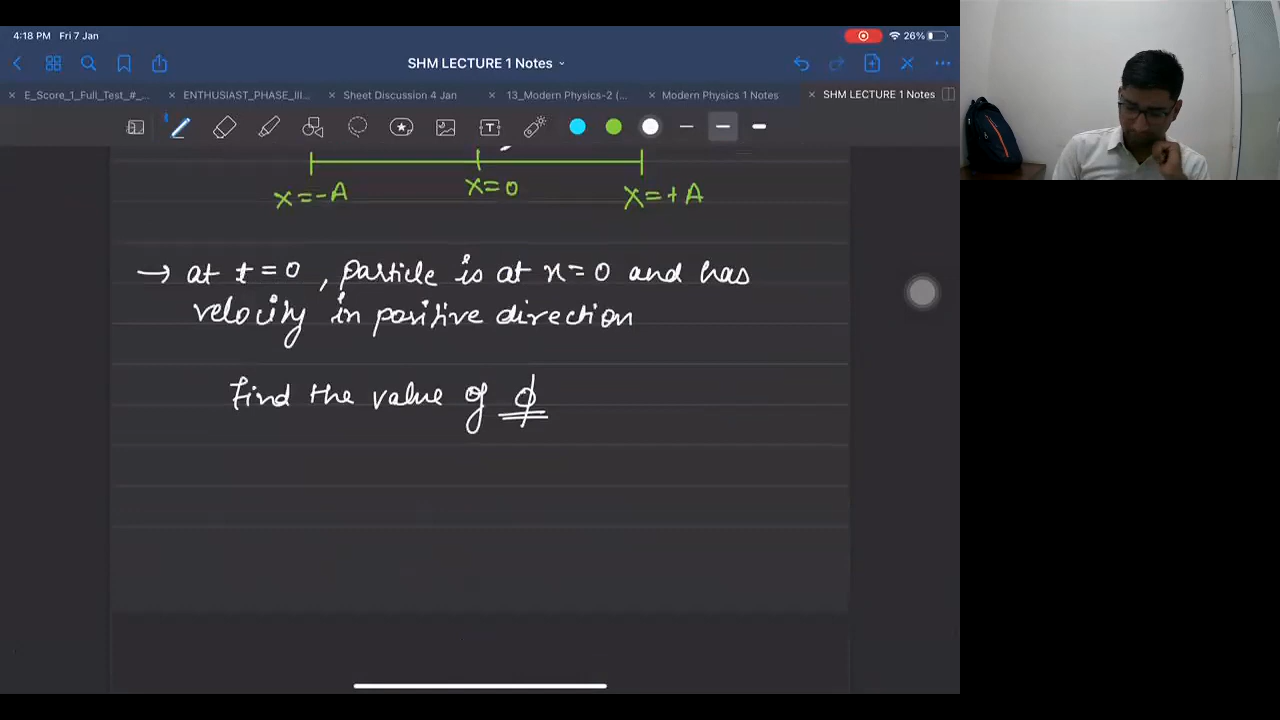 4:18 PM Fri 7 Jan
26%
SHM LECTURE 1 Notes
E_Score_1_Full_Test_#_...
ENTHUSIAST_PHASE_III...
Sheet Discussion 4 Jan
13_Modern Physics-2 (...
Modern Physics 1 Notes
SHM LECTURE 1 Notes
x=-A x=0 x=+A
→ at t=0, particle is at x=0 and has
velocity in positive direction
Find the value of ϕ